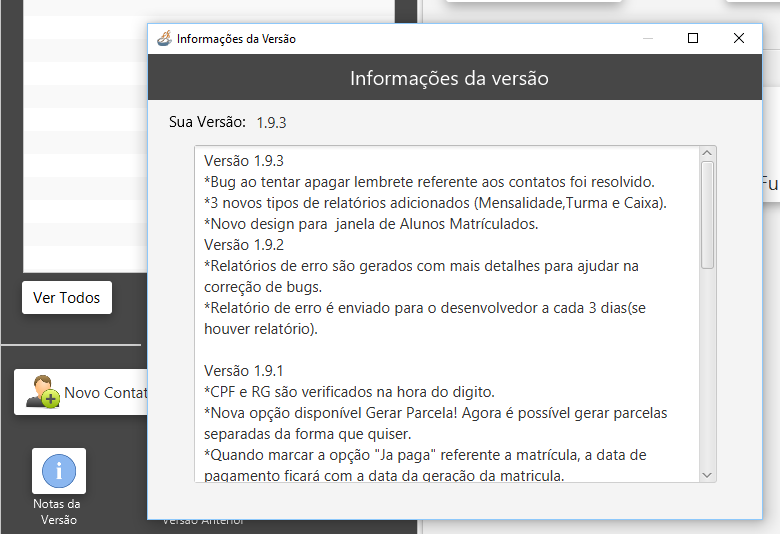 Informações da Versão
Informações da versão
Sua Versão: 1.9.3
Versão 1.9.3
*Bug ao tentar apagar lembrete referente aos contatos foi resolvido.
*3 novos tipos de relatórios adicionados (Mensalidade,Turma e Caixa).
*Novo design para  janela de Alunos Matrículados.
Versão 1.9.2
*Relatórios de erro são gerados com mais detalhes para ajudar na
correção de bugs.
*Relatório de erro é enviado para o desenvolvedor a cada 3 dias(se
houver relatório).
Versão 1.9.1
*CPF e RG são verificados na hora do digito.
*Nova opção disponível Gerar Parcela! Agora é possível gerar parcelas
separadas da forma que quiser.
*Quando marcar a opção "Ja paga" referente a matrícula, a data de
pagamento ficará com a data da geração da matricula.
Ver Todos
Novo Contat
Notas da
Versão
Versão Anterior
Fu